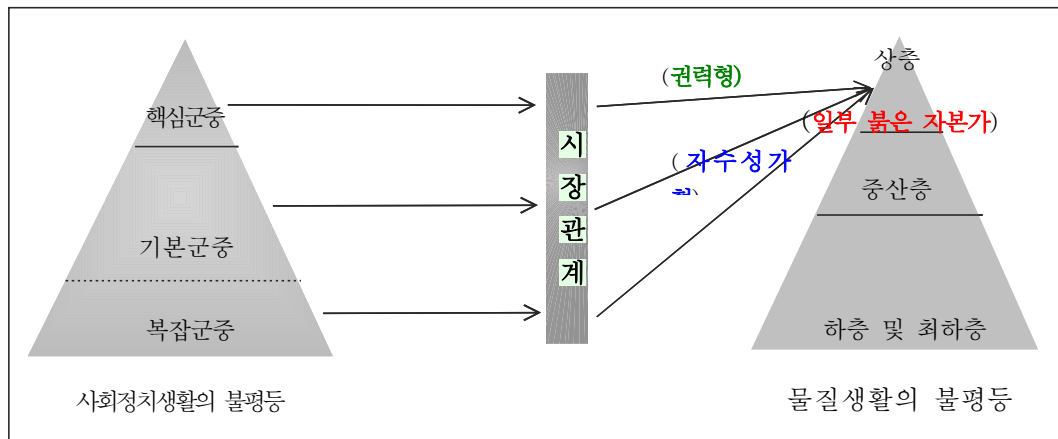 핵심군중
기본군중
복잡군중
사회정치생활의 불평등
시
장
관
계
(권력형)
(자수성가
상층
(일부 붉은 자본가)
중산층
하층 및 최하층
물질생활의 불평등